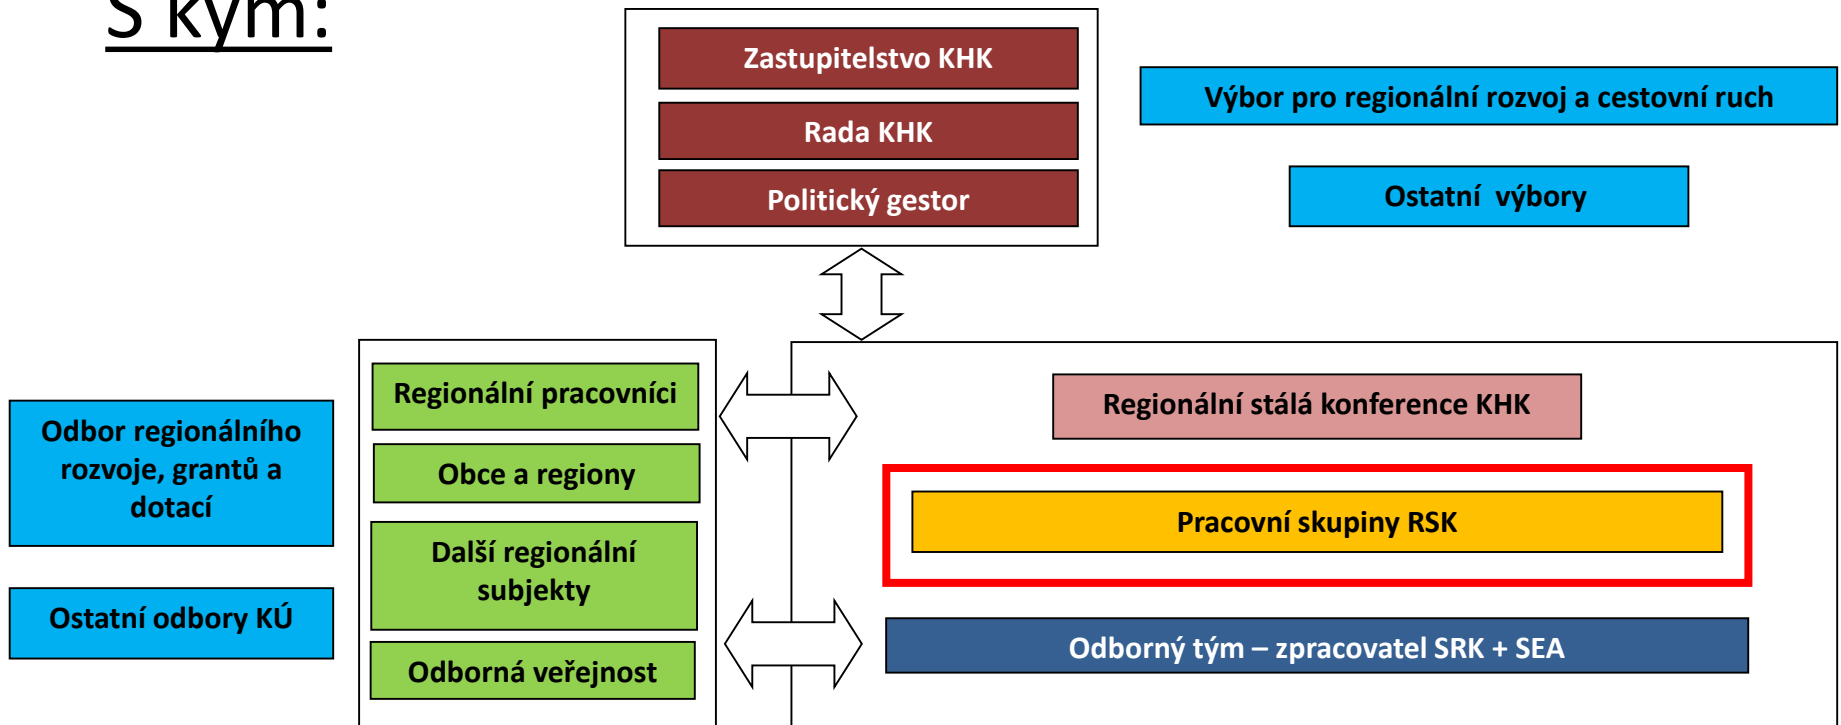 S kým:
Zastupitelstvo KHK
Rada KHK
Politický gestor
Výbor pro regionální rozvoj a cestovní ruch
Ostatní výbory
Odbor regionálního
rozvoje, grantů a
dotací
Ostatní odbory KÚ
Regionální pracovníci
Obce a regiony
Další regionální
subjekty
Odborná veřejnost
Regionální stálá konference KHK
Pracovní skupiny RSK
Odborný tým – zpracovatel SRK + SEA